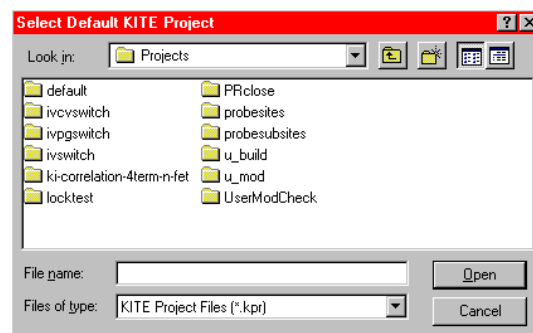 Select Default KITE Project
Look in: Projects
default PRclose
ivcvswitch probesites
ivpgswitch probesubsites
ivswitch u_build
ki-correlation-4term-n-fet u_mod
locktest UserModCheck
File name: Open
Files of type: KITE Project Files (*.kpr) Cancel